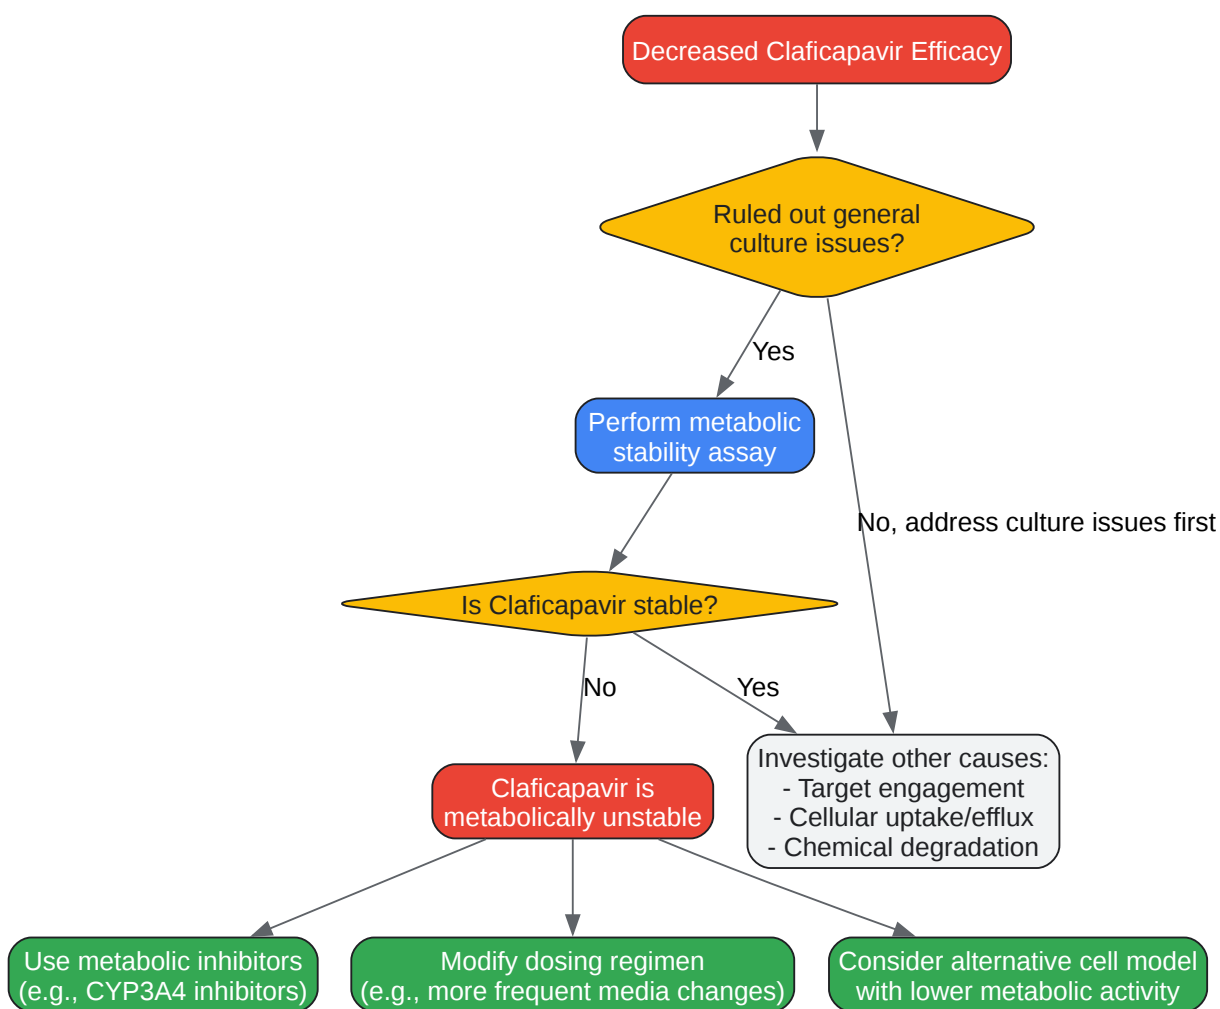 Decreased Claficapavir Efficacy
Ruled out general
culture issues?
Yes
Perform metabolic
stability assay
No, address culture issues first
Is Claficapavir stable?
No
Yes
Investigate other causes:
- Target engagement
- Cellular uptake/efflux
- Chemical degradation
Claficapavir is
metabolically unstable
Use metabolic inhibitors
(e.g., CYP3A4 inhibitors)
Modify dosing regimen
(e.g., more frequent media changes)
Consider alternative cell model
with lower metabolic activity